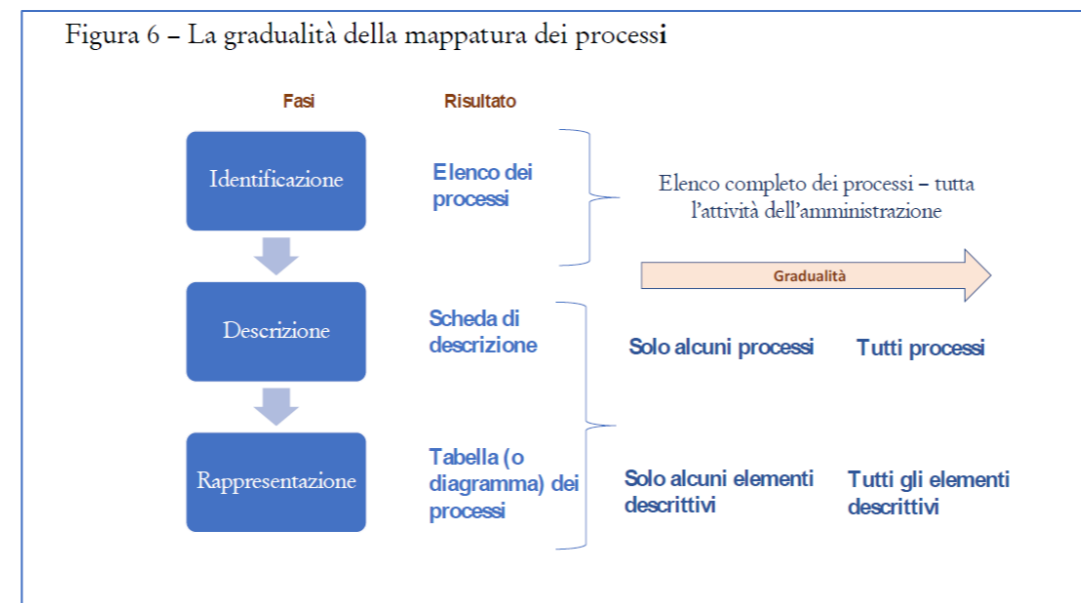 Figura 6 – La gradualità della mappatura dei processi
Fasi
Risultato
Identificazione
Elenco dei
processi
Elenco completo dei processi – tutta
l'attività dell'amministrazione
Gradualità
Descrizione
Scheda di
descrizione
Solo alcuni processi
Tutti processi
Rappresentazione
Tabella (o
diagramma) dei
processi
Solo alcuni elementi
descrittivi
Tutti gli elementi
descrittivi